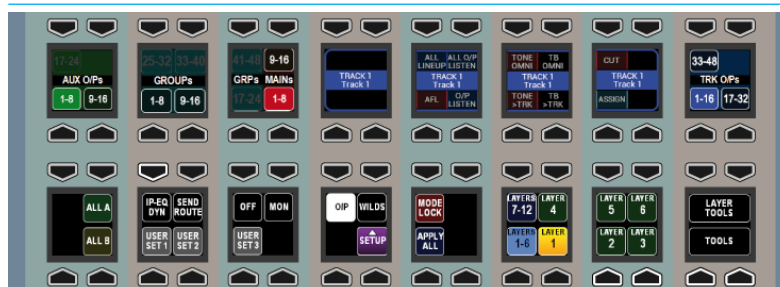 17-24
AUX O/Ps
1-8 9-16
25-32 33-40
GROUPs
1-8 9-16
41-48 9-16
GRPs MAINs
17-24 1-8
TRACK 1
Track 1
ALL ALL O/P
LINEUP LISTEN
TRACK 1
Track 1
AFL O/P
LISTEN
TONE TB
OMNI OMNI
TRACK 1
Track 1
TONE TB
>TRK >TRK
CUT
TRACK 1
Track 1
ASSIGN
33-48
TRK O/Ps
1-16 17-32
ALL A
ALL B
IP-EQ SEND
DYN ROUTE
USER USER
SET 1 SET 2
OFF MON
USER
SET 3
O/P WILDS
SETUP
MODE
LOCK
APPLY
ALL
LAYERS LAYER
7-12 4
LAYERS LAYER
1-6 1
LAYER LAYER
5 6
LAYER LAYER
2 3
LAYER
TOOLS
TOOLS